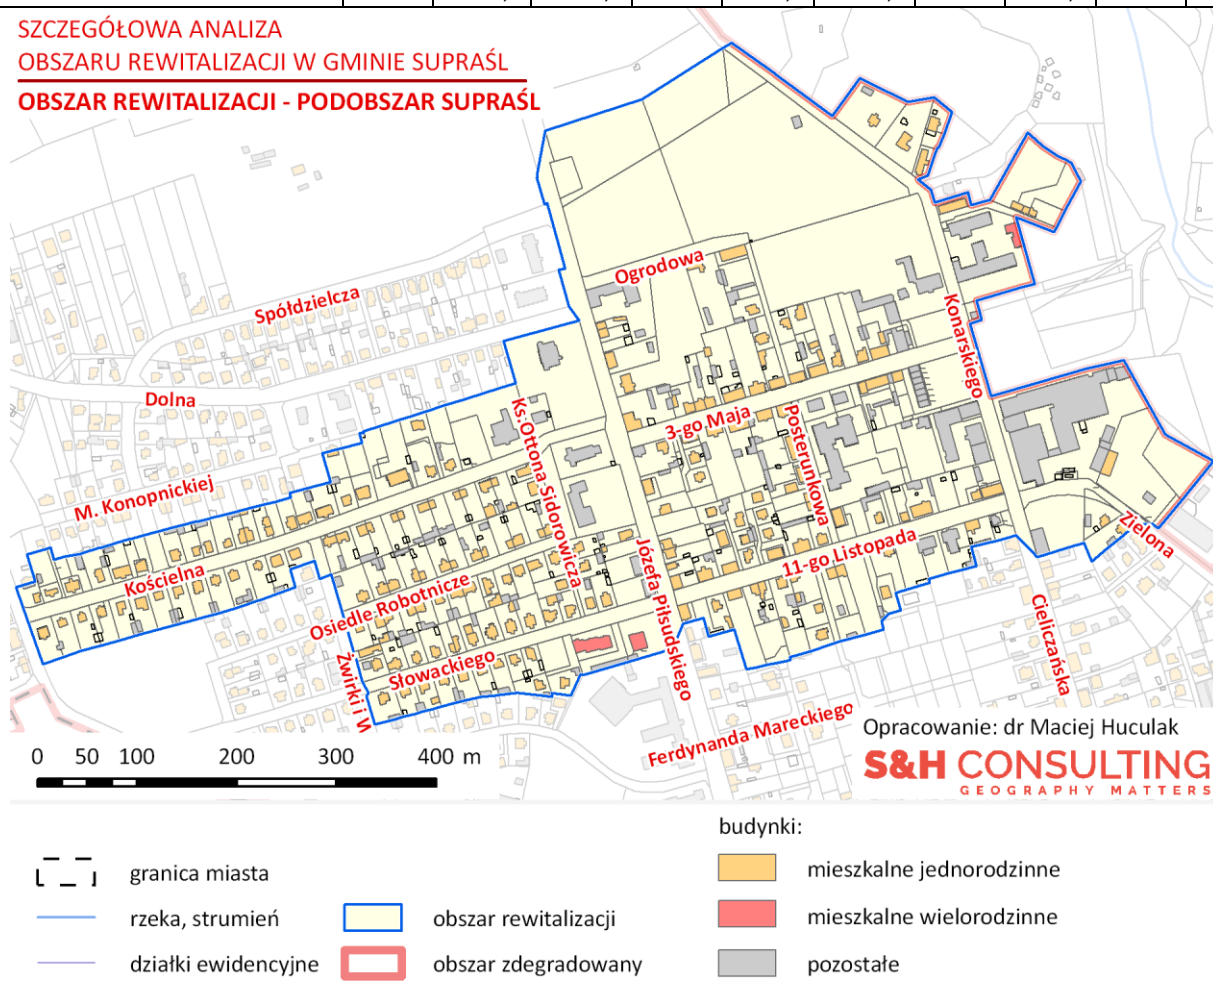 SZCZEGÓŁOWA ANALIZA
OBSZARU REWITALIZACJI W GMINIE SUPRAŚL
OBSZAR REWITALIZACJI - PODOBSZAR SUPRAŚL
Ogrodowa
Spółdzielcza
Konarskiego
Dolna
Ks. Ottona Sidorowicza
3-go Maja
Posterunkowa
M. Konopnickiej
Zielona
Józefa Piłsudskiego
11-go Listopada
Kościelna
Osiedle Robotnicze
Cieliczańska
Żwirki i W
Słowackiego
Ferdynanda Mareckiego
Opracowanie: dr Maciej Huculak
0 50 100 200 300 400 m
S&H CONSULTING
GEOGRAPHY MATTERS
budynki:
granica miasta
mieszkalne jednorodzinne
rzeka, strumień
obszar rewitalizacji
mieszkalne wielorodzinne
działki ewidencyjne
obszar zdegradowany
pozostałe